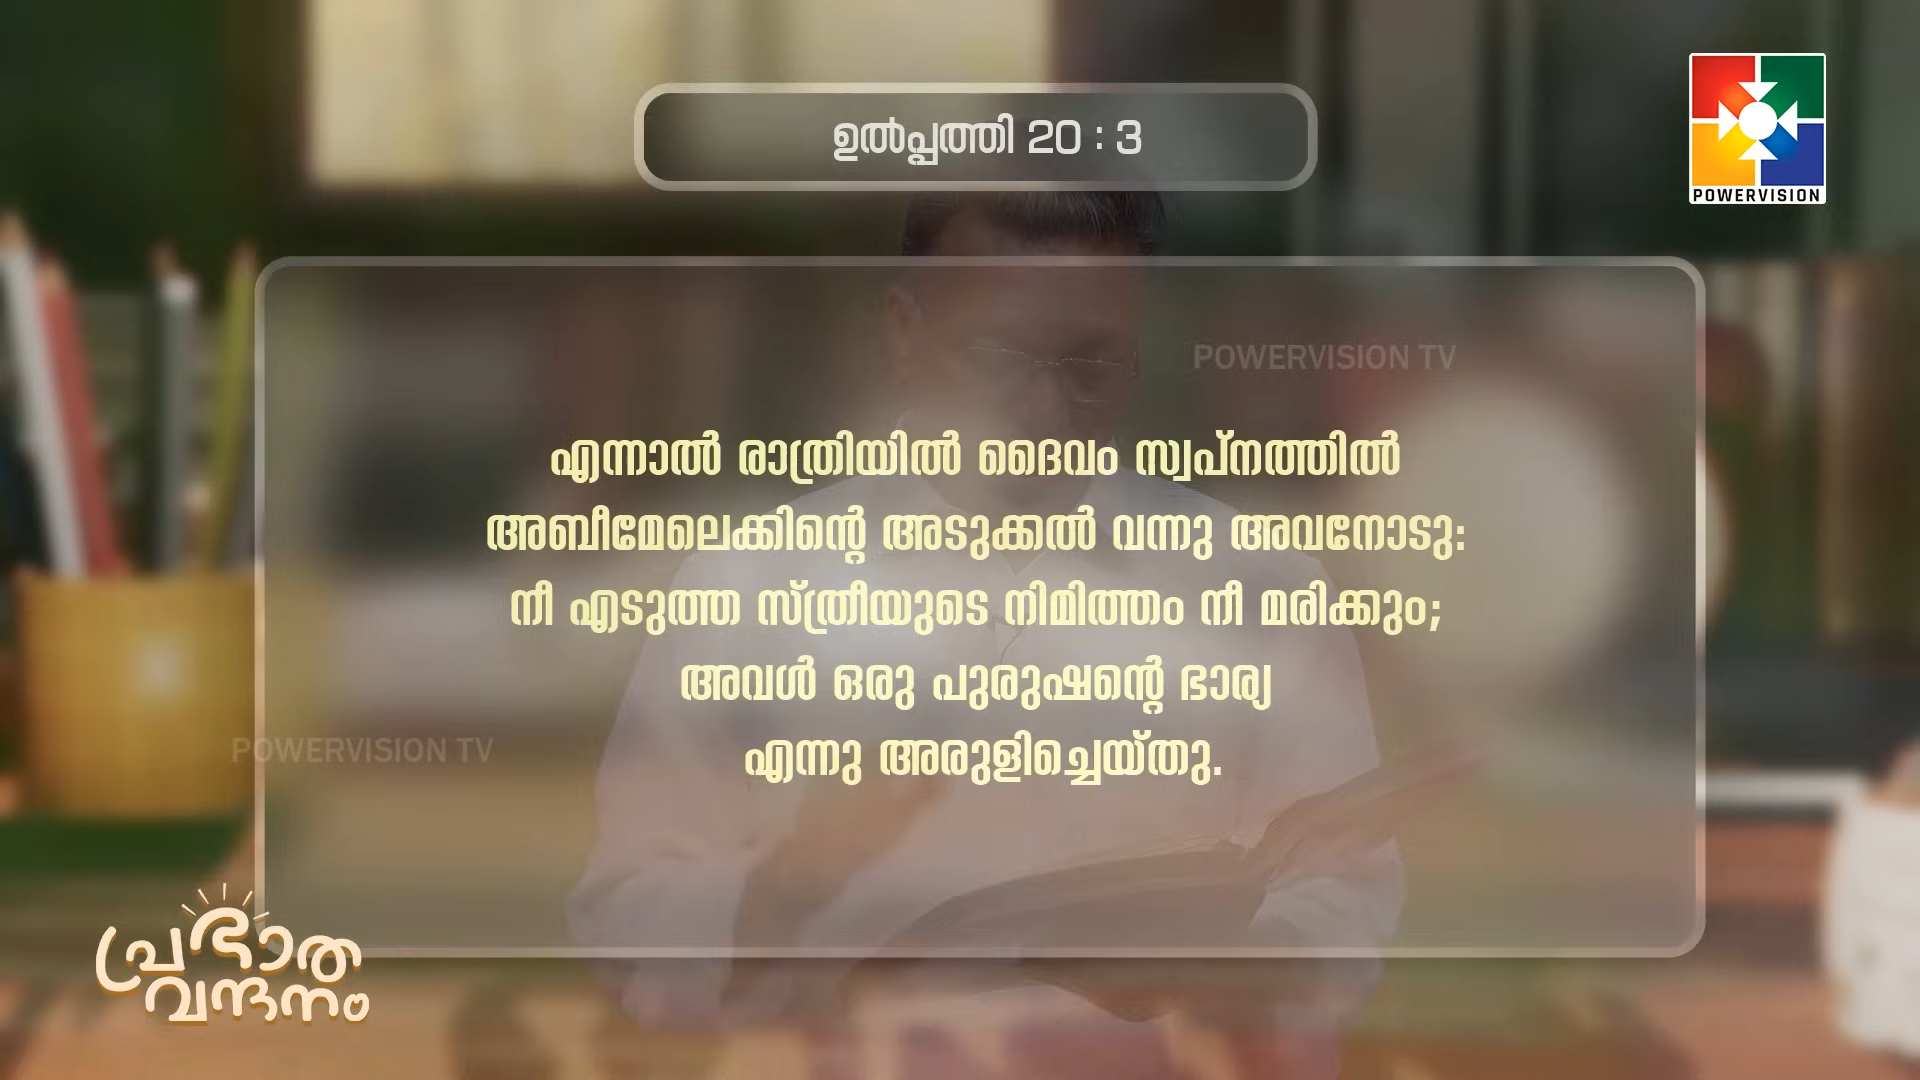 ഉൽപ്പത്തി 20 : 3
POWERVISION
POWERVISION TV
എന്നാൽ രാത്രിയിൽ ദൈവം സ്വപ്നത്തിൽ
അബീമേലെക്കിന്റെ അടുക്കൽ വന്നു അവനോടു:
നീ എടുത്ത സ്ത്രീയുടെ നിമിത്തം നീ മരിക്കും;
അവൾ ഒരു പുരുഷന്റെ ഭാര്യ
എന്നു അരുളിച്ചെയ്തു.
POWERVISION TV
പ്രഭാത
വന്ദനം